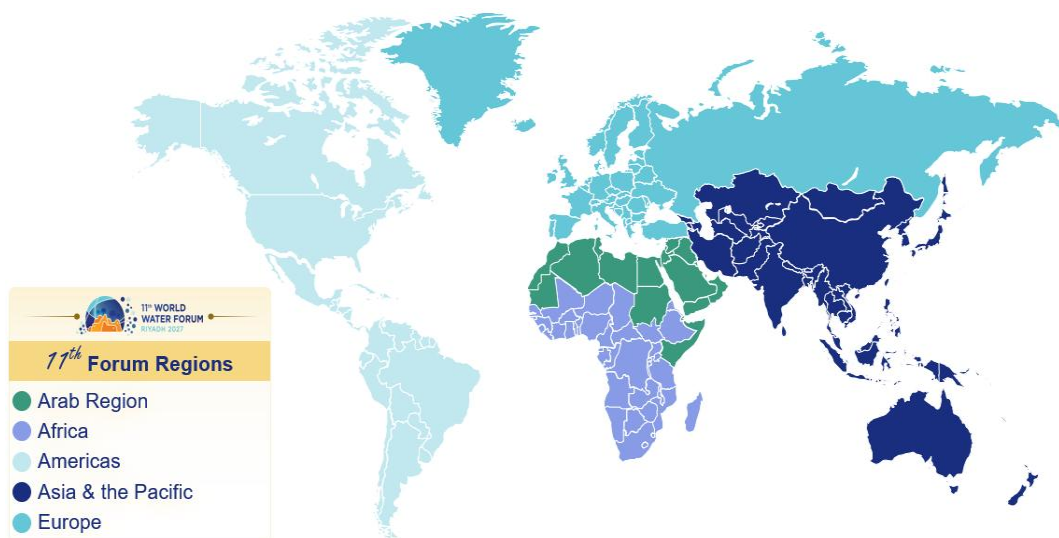 11th WORLD
WATER FORUM
RIYADH 2027
11th Forum Regions
Arab Region
Africa
Americas
Asia & the Pacific
Europe